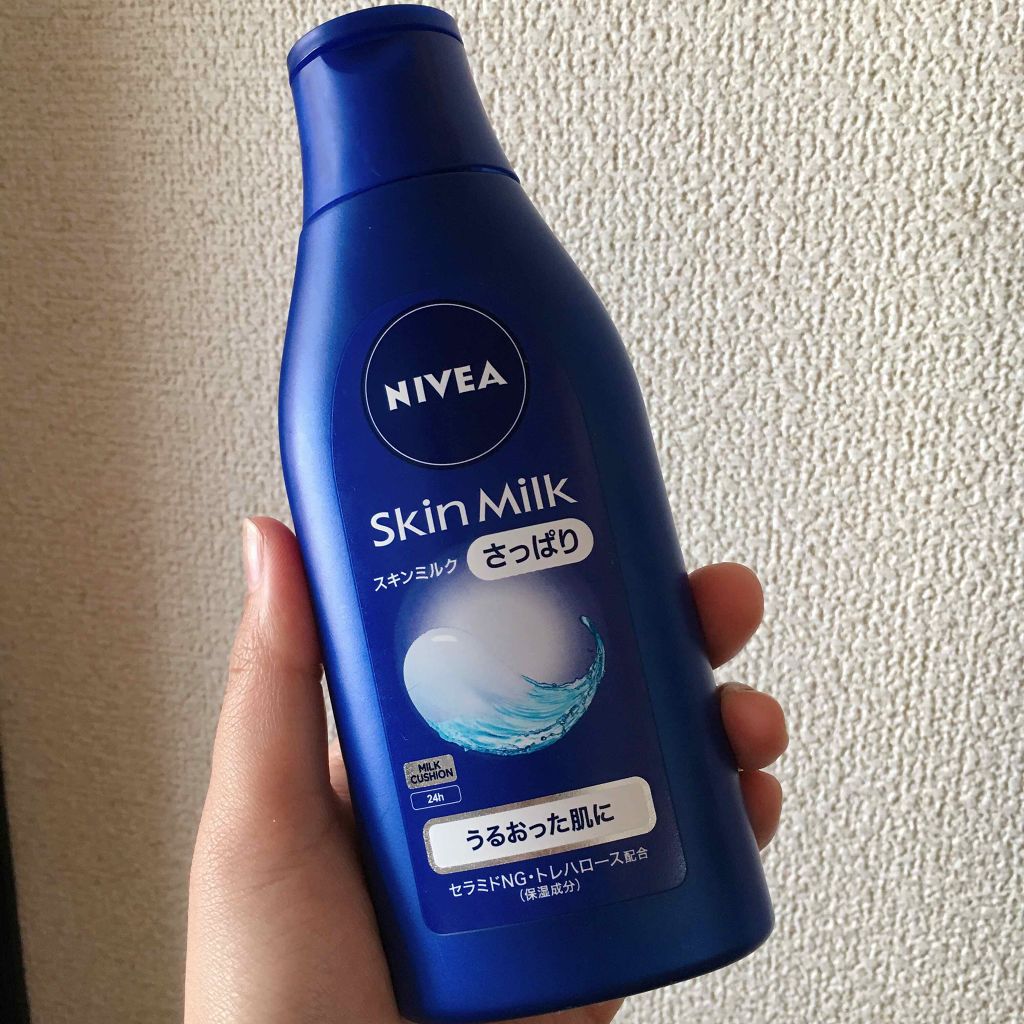 NIVEA
Skin Milk
スキンミルク さっぱり
MILK
CUSHION
24h
うるおった肌に
セラミドNG・トレハロース配合
(保湿成分)